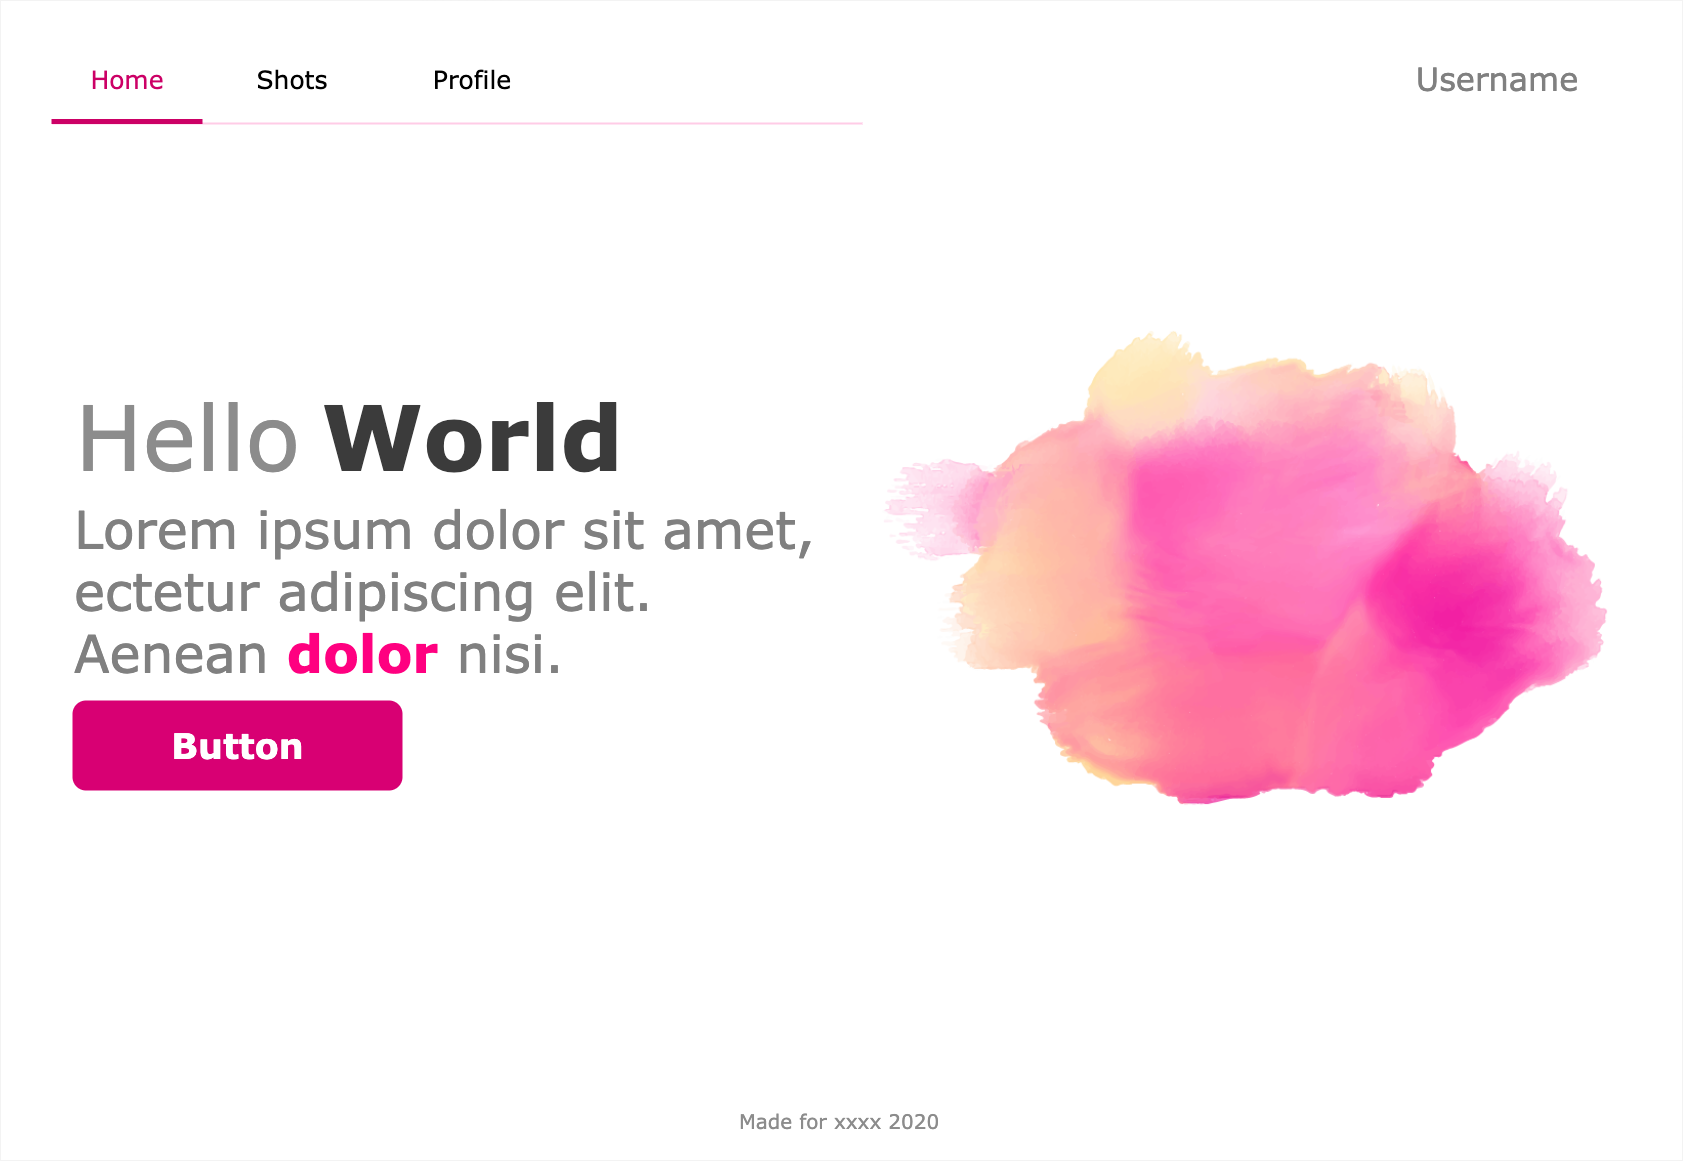 Home Shots Profile Username
Hello World
Lorem ipsum dolor sit amet,
ectetur adipiscing elit.
Aenean dolor nisi.
Button
Made for xxxx 2020